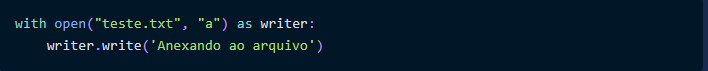 with open("teste.txt", "a") as writer:
    writer.write('Anexando ao arquivo')